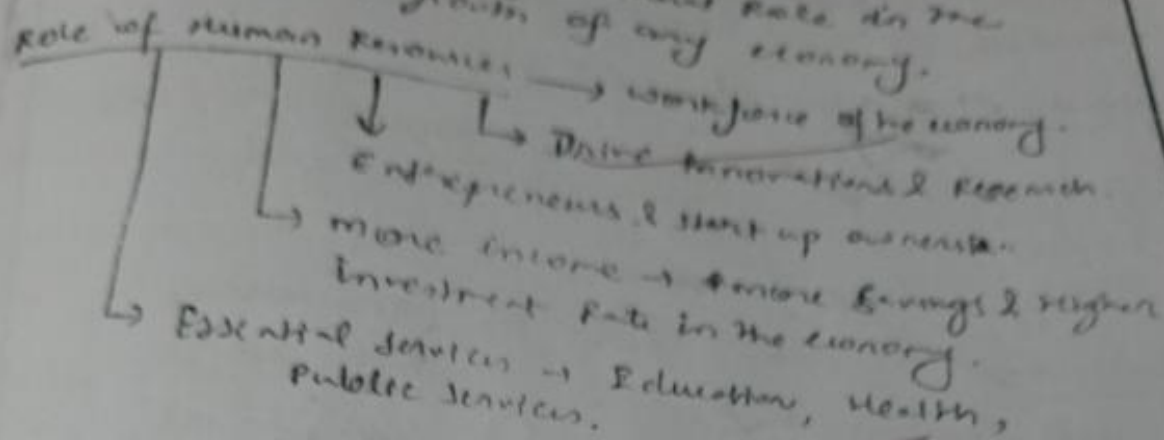 Role in the
growth of any economy.
Role of Human Resources → workforce of the economy.
Drive innovations & Research.
Entrepreneurs & start up owners
more income → more savings & higher
investment rate in the economy.
Essential services → Education, Health,
Public services.